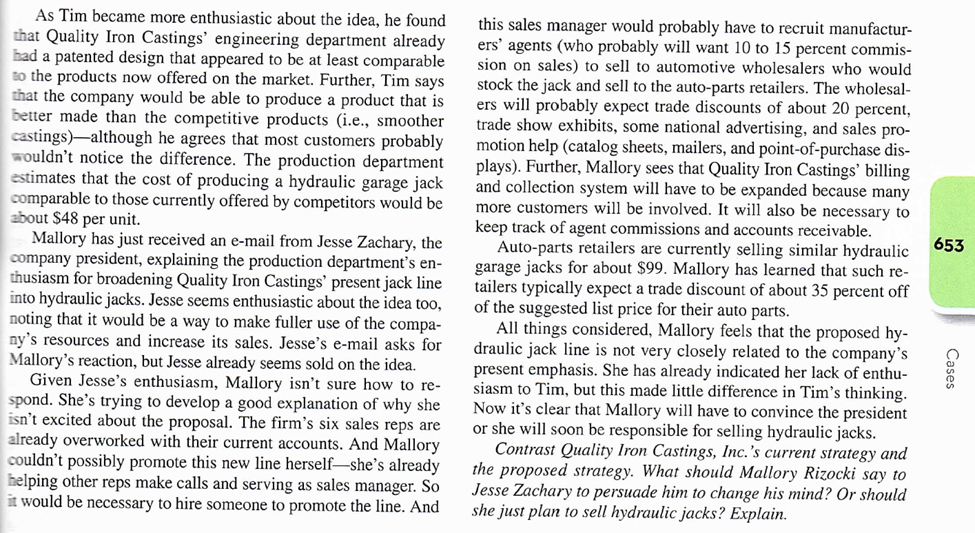 As Tim became more enthusiastic about the idea, he found
that Quality Iron Castings' engineering department already
had a patented design that appeared to be at least comparable
to the products now offered on the market. Further, Tim says
that the company would be able to produce a product that is
better made than the competitive products (i.e., smoother
castings)—although he agrees that most customers probably
wouldn't notice the difference. The production department
estimates that the cost of producing a hydraulic garage jack
comparable to those currently offered by competitors would be
about $48 per unit.
Mallory has just received an e-mail from Jesse Zachary, the
company president, explaining the production department's en-
thusiasm for broadening Quality Iron Castings' present jack line
into hydraulic jacks. Jesse seems enthusiastic about the idea too,
noting that it would be a way to make fuller use of the compa-
ny's resources and increase its sales. Jesse's e-mail asks for
Mallory's reaction, but Jesse already seems sold on the idea.
Given Jesse's enthusiasm, Mallory isn't sure how to re-
spond. She's trying to develop a good explanation of why she
isn't excited about the proposal. The firm's six sales reps are
already overworked with their current accounts. And Mallory
couldn't possibly promote this new line herself—she's already
helping other reps make calls and serving as sales manager. So
it would be necessary to hire someone to promote the line. And
this sales manager would probably have to recruit manufactur-
ers' agents (who probably will want 10 to 15 percent commis-
sion on sales) to sell to automotive wholesalers who would
stock the jack and sell to the auto-parts retailers. The wholesal-
ers will probably expect trade discounts of about 20 percent,
trade show exhibits, some national advertising, and sales pro-
motion help (catalog sheets, mailers, and point-of-purchase dis-
plays). Further, Mallory sees that Quality Iron Castings' billing
and collection system will have to be expanded because many
more customers will be involved. It will also be necessary to
keep track of agent commissions and accounts receivable.
Auto-parts retailers are currently selling similar hydraulic
garage jacks for about $99. Mallory has learned that such re-
tailers typically expect a trade discount of about 35 percent off
of the suggested list price for their auto parts.
All things considered, Mallory feels that the proposed hy-
draulic jack line is not very closely related to the company's
present emphasis. She has already indicated her lack of enthu-
siasm to Tim, but this made little difference in Tim's thinking.
Now it's clear that Mallory will have to convince the president
or she will soon be responsible for selling hydraulic jacks.
Contrast Quality Iron Castings, Inc.'s current strategy and
the proposed strategy. What should Mallory Rizocki say to
Jesse Zachary to persuade him to change his mind? Or should
she just plan to sell hydraulic jacks? Explain.
653
Cases